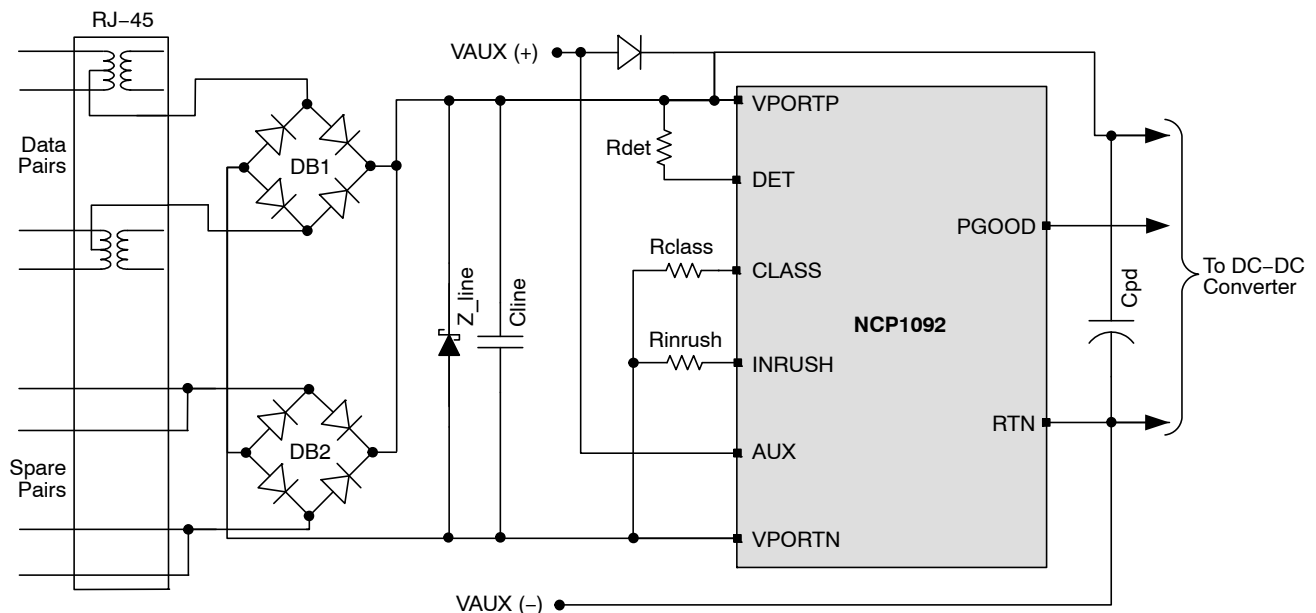 RJ−45
VAUX (+)
VPORTP
Rdet
Data
Pairs
DB1
DET
PGOOD
Rclass
CLASS
To DC−DC
Converter
Z_line
Cline
Cpd
NCP1092
Rinrush
INRUSH
RTN
DB2
AUX
Spare
Pairs
VPORTN
VAUX (−)